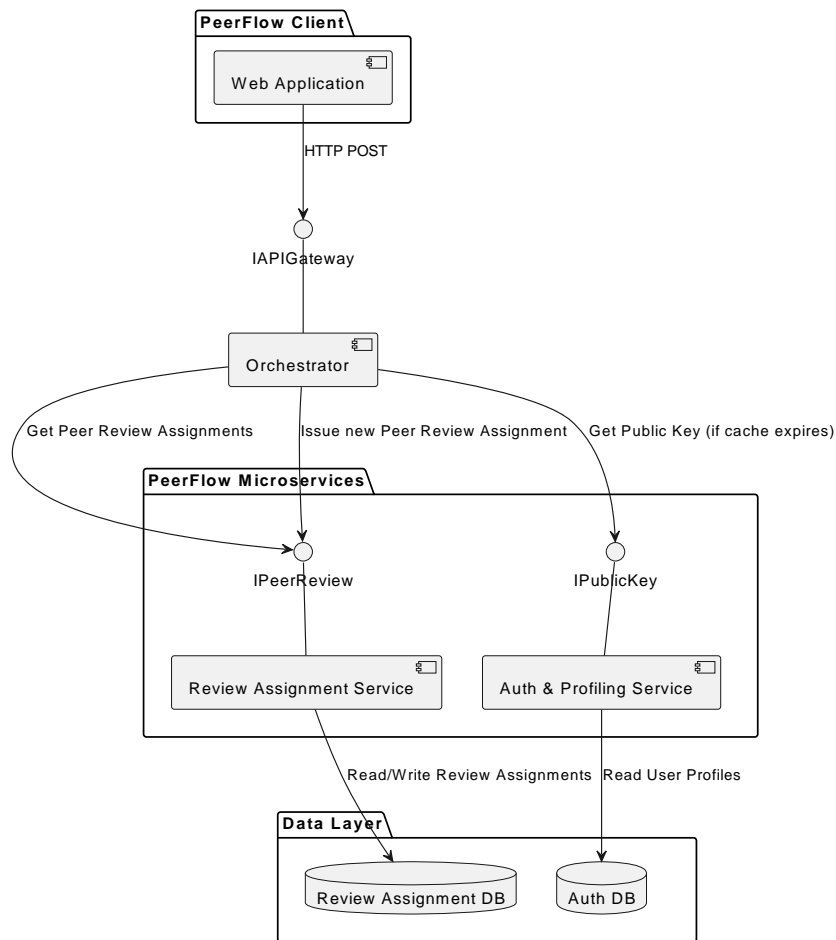 PeerFlow Client
Web Application
HTTP POST
IAPIGateway
Orchestrator
Get Peer Review Assignments
Issue new Peer Review Assignment
Get Public Key (if cache expires)
PeerFlow Microservices
IPeerReview
IPublicKey
Review Assignment Service
Auth & Profiling Service
Read/Write Review Assignments
Read User Profiles
Data Layer
Review Assignment DB
Auth DB